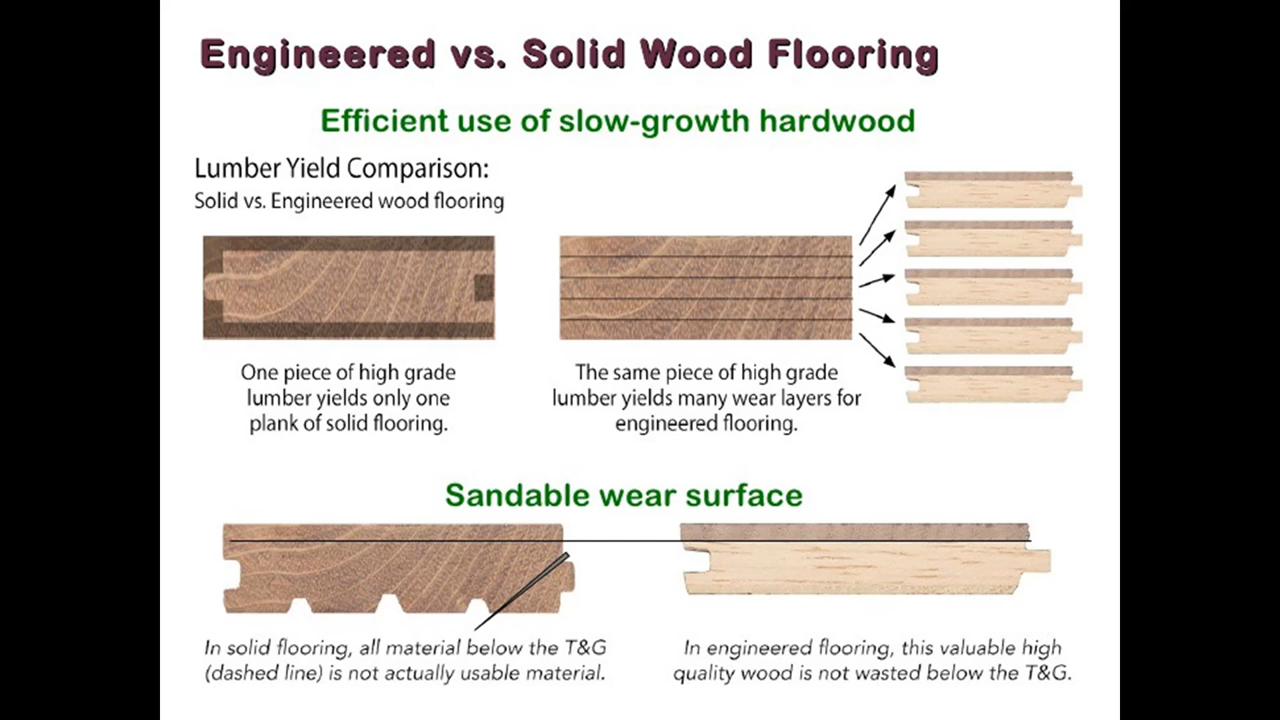 Engineered vs. Solid Wood Flooring
Efficient use of slow-growth hardwood
Lumber Yield Comparison:
Solid vs. Engineered wood flooring
One piece of high grade
lumber yields only one
plank of solid flooring.
The same piece of high grade
lumber yields many wear layers for
engineered flooring.
Sandable wear surface
In solid flooring, all material below the T&G
(dashed line) is not actually usable material.
In engineered flooring, this valuable high
quality wood is not wasted below the T&G.